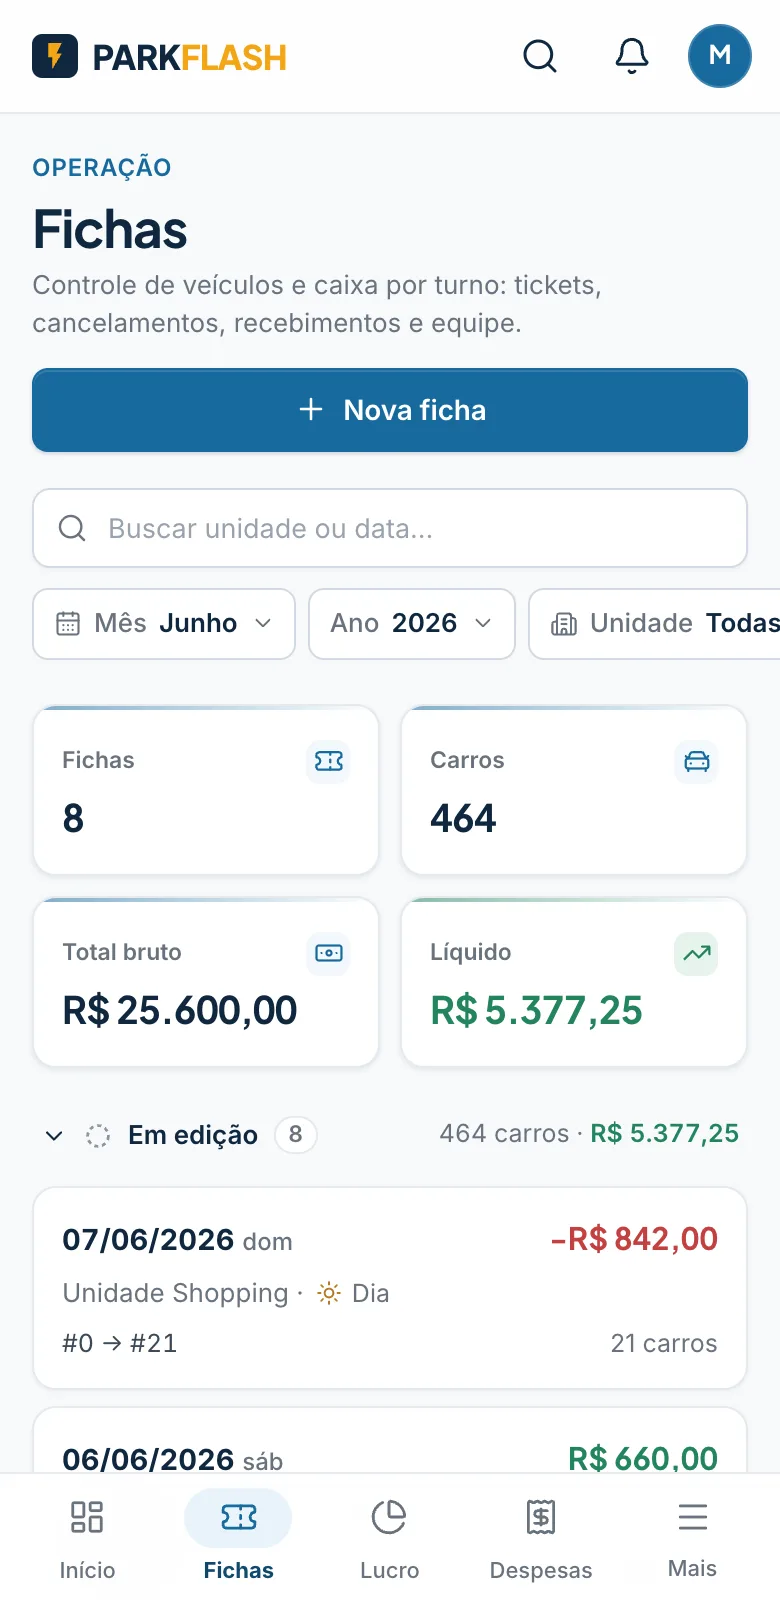 PARKFLASH
M
OPERAÇÃO
Fichas
Controle de veículos e caixa por turno: tickets,
cancelamentos, recebimentos e equipe.
+ Nova ficha
Buscar unidade ou data...
Mês Junho
Ano 2026
Unidade Todas
Fichas
8
Carros
464
Total bruto
R$ 25.600,00
Líquido
R$ 5.377,25
Em edição 8
464 carros · R$ 5.377,25
07/06/2026 dom
−R$ 842,00
Unidade Shopping · Dia
#0 → #21
21 carros
06/06/2026 sáb
R$ 660,00
Início
Fichas
Lucro
Despesas
Mais